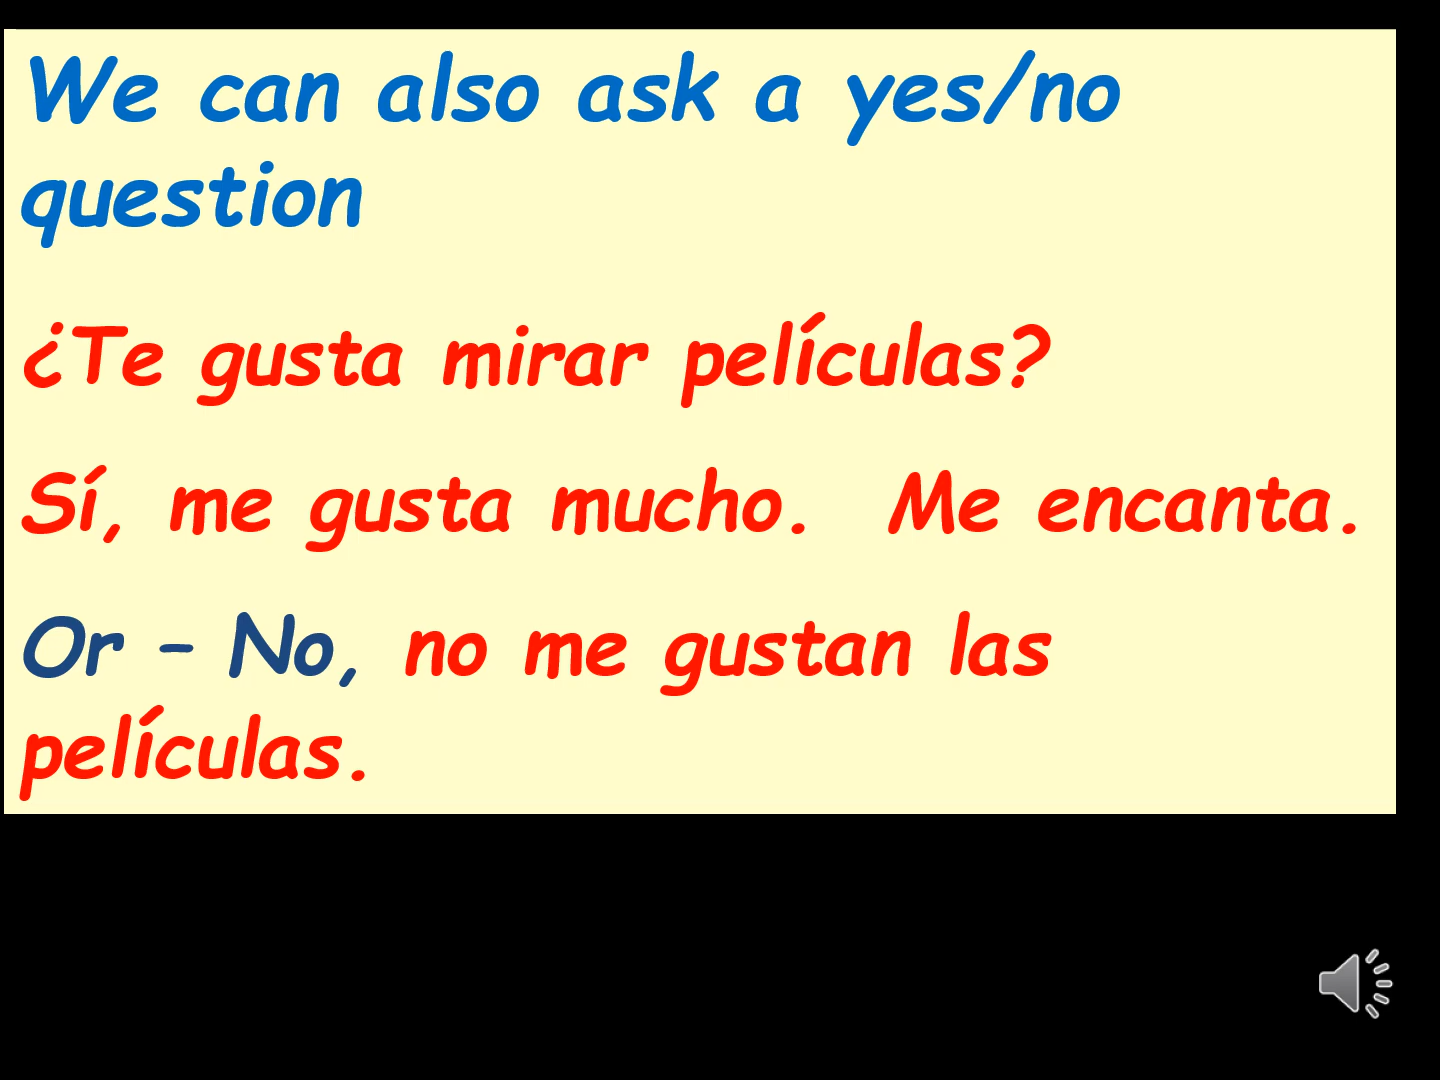 We can also ask a yes/no
question
¿Te gusta mirar películas?
Sí, me gusta mucho.  Me encanta.
Or – No, no me gustan las
películas.